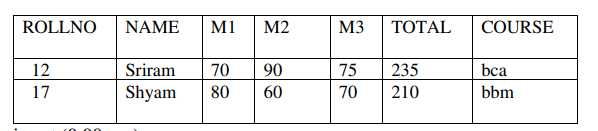 ROLLNO NAME M1 M2 M3 TOTAL COURSE
12 Sriram 70 90 75 235 bca
17 Shyam 80 60 70 210 bbm